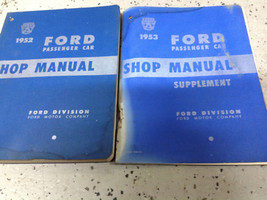 1952 FORD
PASSENGER CAR
HOP MANUAL
FORD DIVISION
FORD MOTOR COMPANY
1953 FORD
PASSENGER CAR
SHOP MANUAL
SUPPLEMENT
FORD DIVISION
FORD MOTOR COMPANY